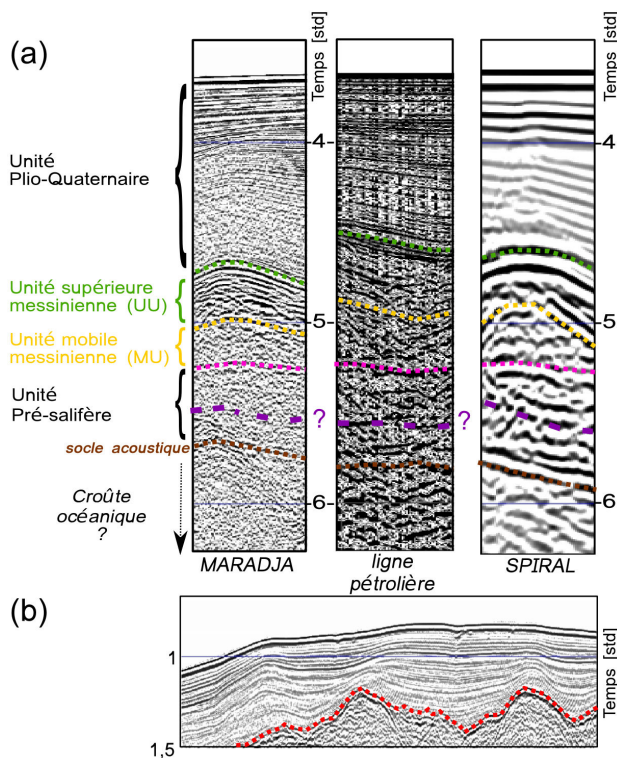 (a)
Temps [std]
Temps [std]
Unité
Plio-Quaternaire
4
4
Unité supérieure
messinienne (UU)
Unité mobile
messinienne (MU)
5
5
Unité
Pré-salifère
?
?
socle acoustique
Croûte
océanique
?
6
6
MARADJA
ligne
pétrolière
SPIRAL
(b)
Temps [std]
1
1,5